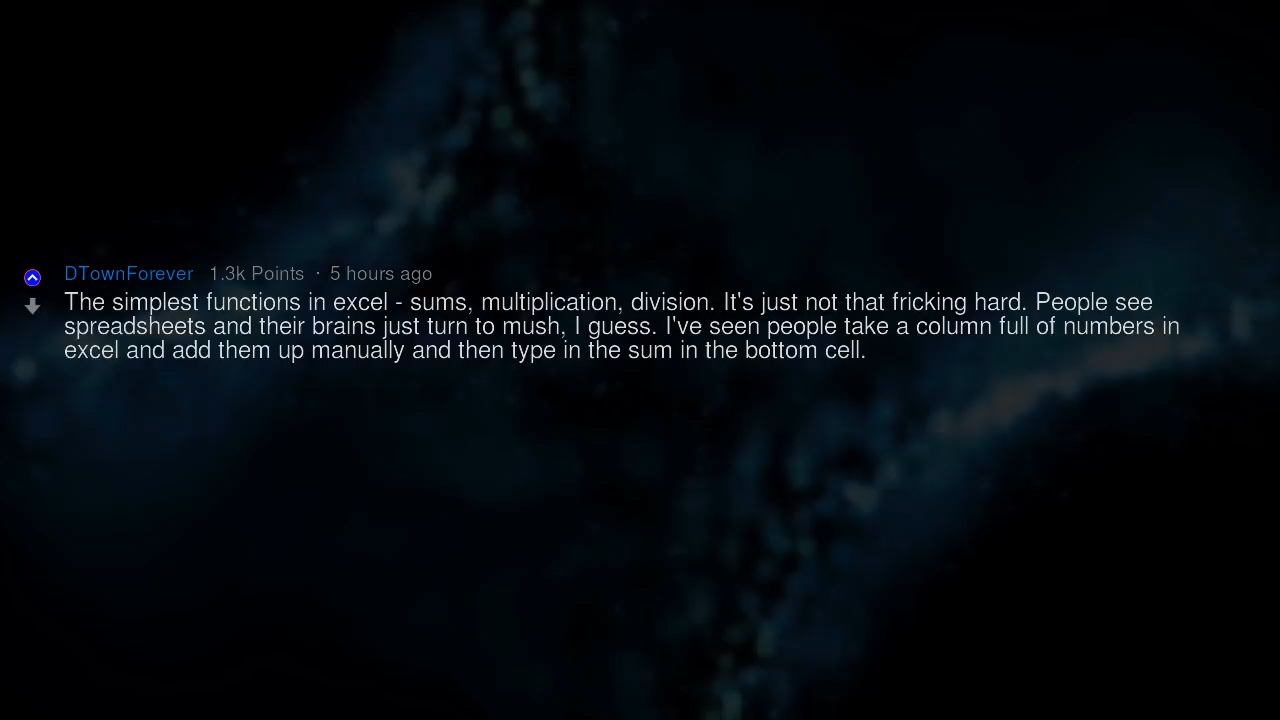 DTownForever 1.3k Points · 5 hours ago
The simplest functions in excel - sums, multiplication, division. It's just not that fricking hard. People see
spreadsheets and their brains just turn to mush, I guess. I've seen people take a column full of numbers in
excel and add them up manually and then type in the sum in the bottom cell.